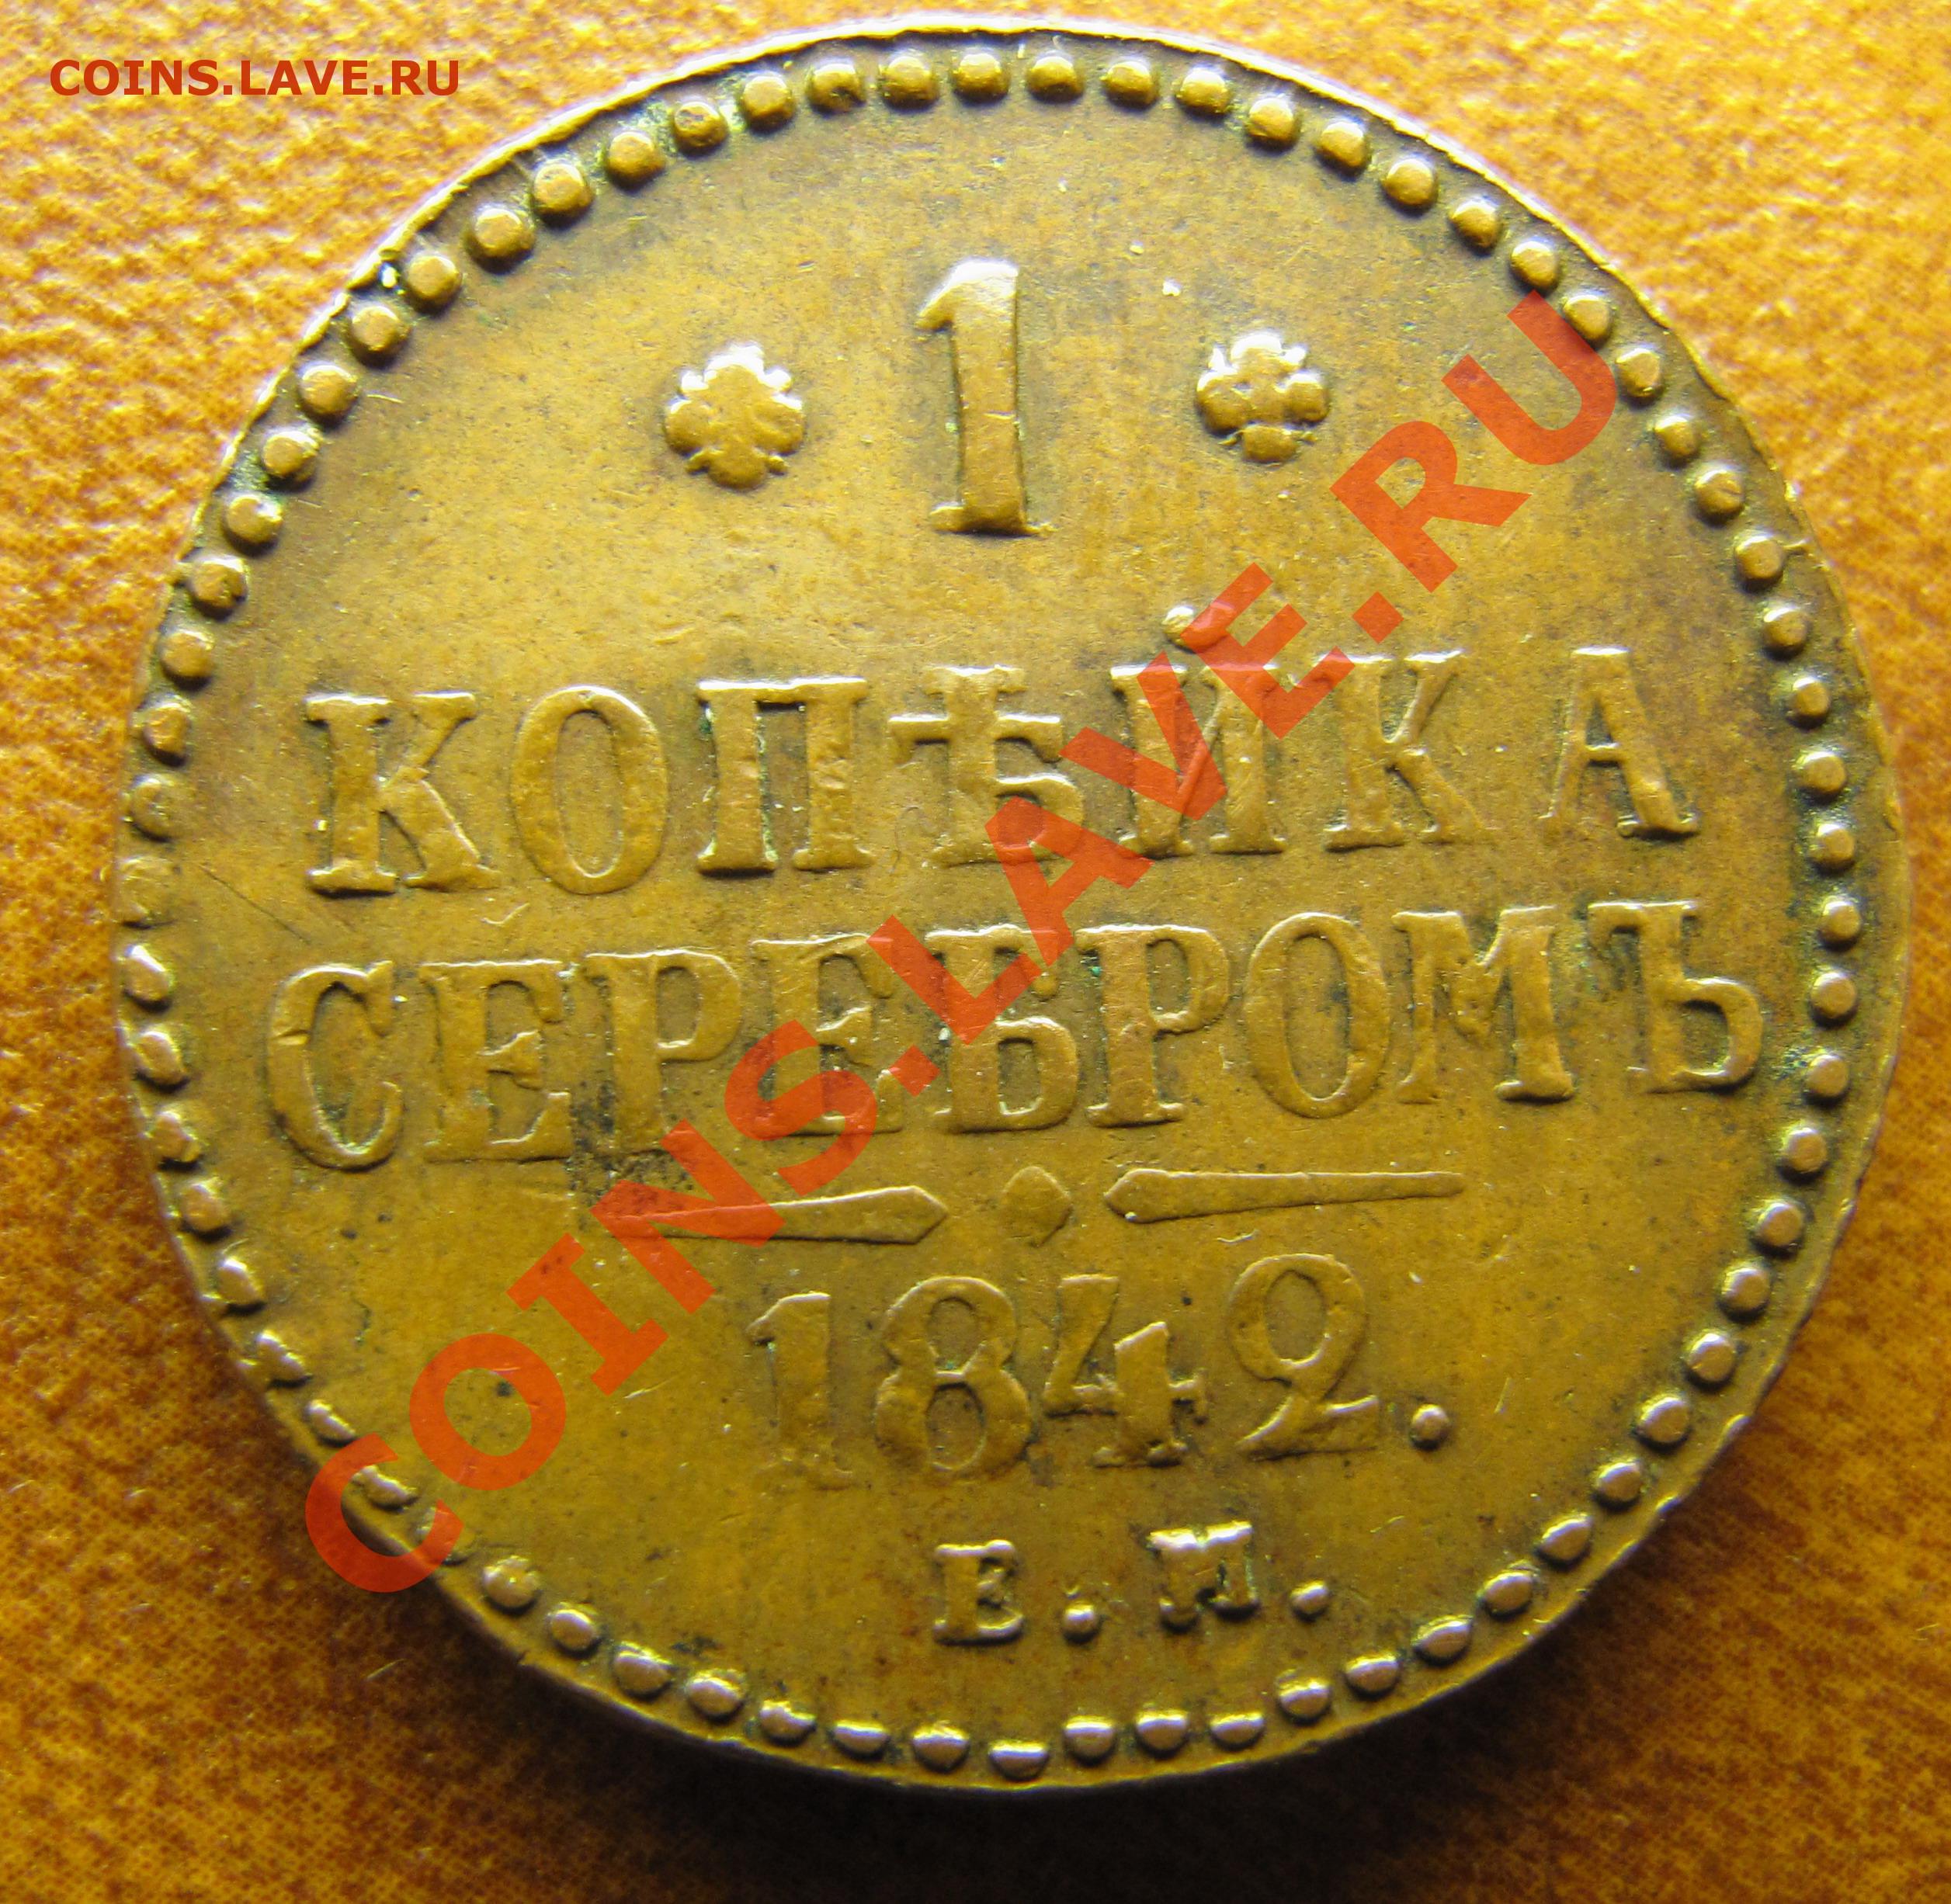 COINS.LAVE.RU
1
КОПѢЙКА
СЕРЕБРОМЪ
1842.
Е.М.
COINS.LAVE.RU